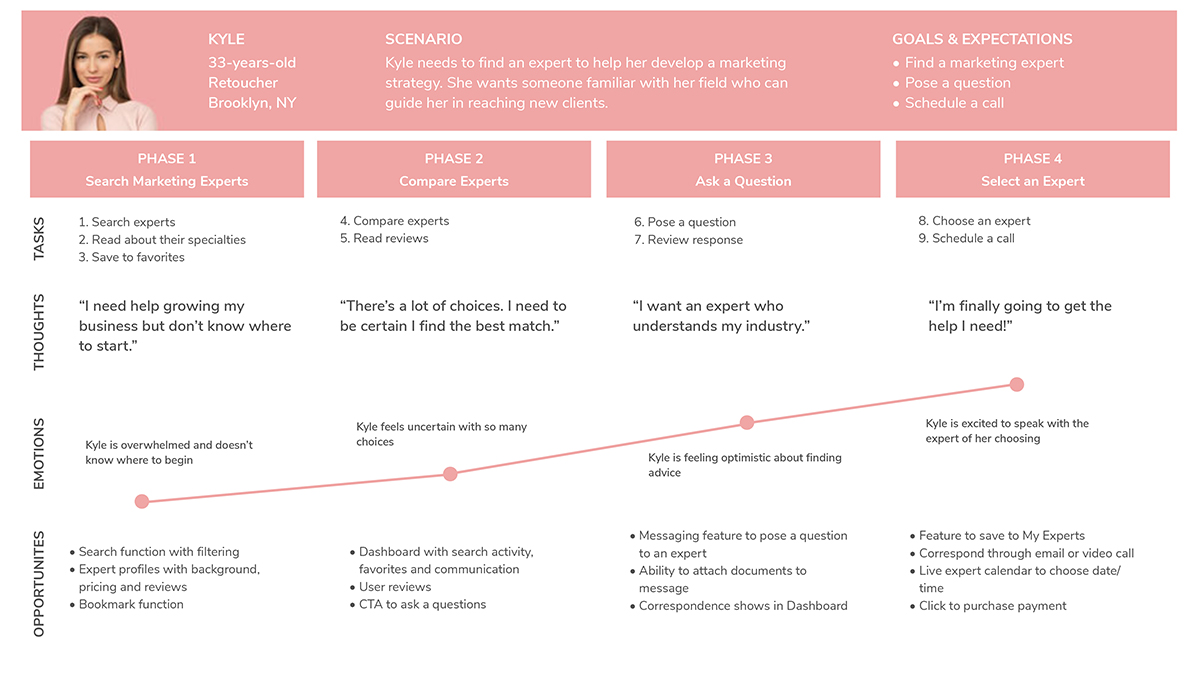 KYLE
33-years-old
Retoucher
Brooklyn, NY
SCENARIO
Kyle needs to find an expert to help her develop a marketing
strategy. She wants someone familiar with her field who can
guide her in reaching new clients.
GOALS & EXPECTATIONS
• Find a marketing expert
• Pose a question
• Schedule a call
PHASE 1
Search Marketing Experts
PHASE 2
Compare Experts
PHASE 3
Ask a Question
PHASE 4
Select an Expert
TASKS
1. Search experts
2. Read about their specialties
3. Save to favorites
4. Compare experts
5. Read reviews
6. Pose a question
7. Review response
8. Choose an expert
9. Schedule a call
THOUGHTS
“I need help growing my
business but don’t know where
to start.”
“There’s a lot of choices. I need to
be certain I find the best match.”
“I want an expert who
understands my industry.”
“I’m finally going to get the
help I need!”
EMOTIONS
Kyle is overwhelmed and doesn’t
know where to begin
Kyle feels uncertain with so many
choices
Kyle is feeling optimistic about finding
advice
Kyle is excited to speak with the
expert of her choosing
OPPORTUNITES
• Search function with filtering
• Expert profiles with background,
pricing and reviews
• Bookmark function
• Dashboard with search activity,
favorites and communication
• User reviews
• CTA to ask a questions
• Messaging feature to pose a question
to an expert
• Ability to attach documents to
message
• Correspondence shows in Dashboard
• Feature to save to My Experts
• Correspond through email or video call
• Live expert calendar to choose date/
time
• Click to purchase payment